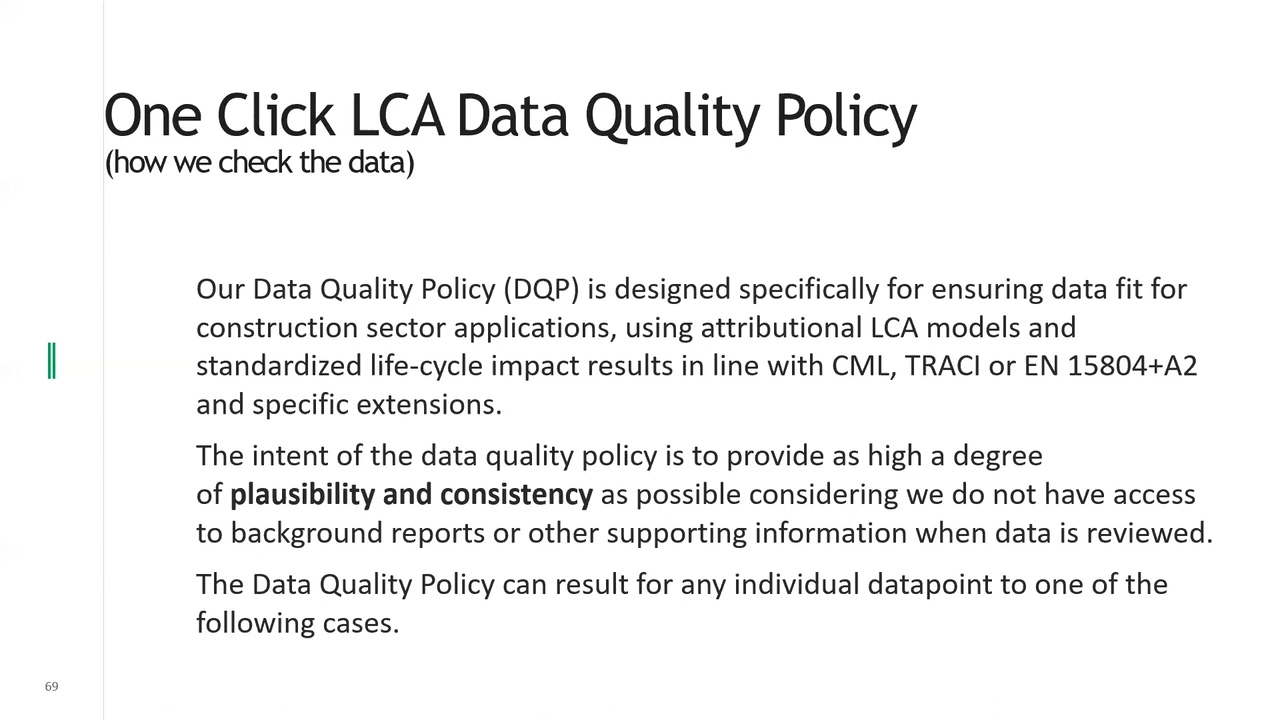 One Click LCA Data Quality Policy
(how we check the data)
Our Data Quality Policy (DQP) is designed specifically for ensuring data fit for
construction sector applications, using attributional LCA models and
standardized life-cycle impact results in line with CML, TRACI or EN 15804+A2
and specific extensions.
The intent of the data quality policy is to provide as high a degree
of plausibility and consistency as possible considering we do not have access
to background reports or other supporting information when data is reviewed.
The Data Quality Policy can result for any individual datapoint to one of the
following cases.
69